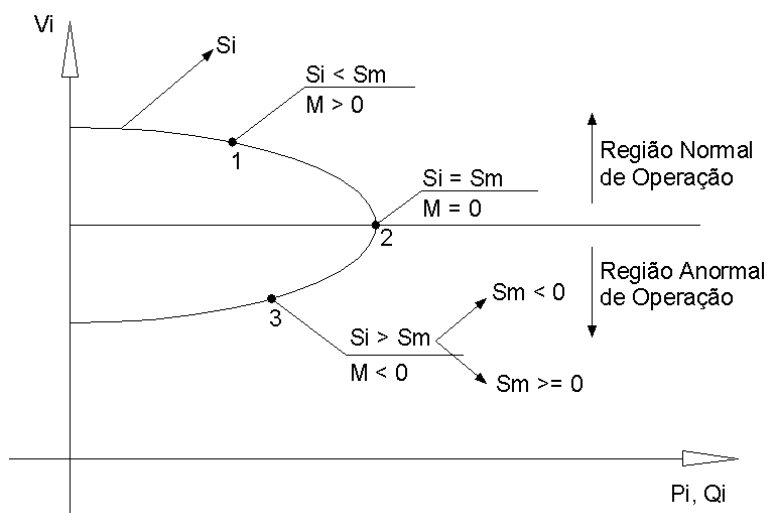 Vi
Si
Si < Sm
M > 0
1
Região Normal
de Operação
Si = Sm
M = 0
2
Região Anormal
de Operação
3
Sm < 0
Si > Sm
M < 0
Sm >= 0
Pi, Qi